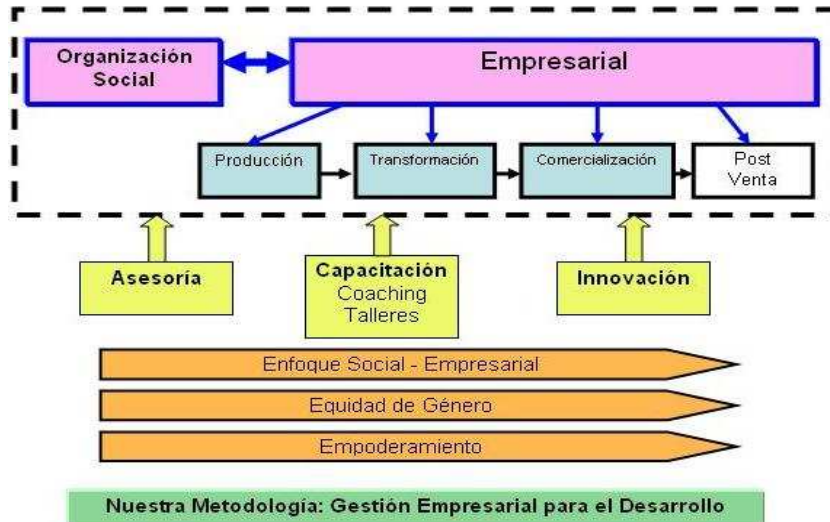 Organización
Social
Empresarial
Producción
Transformación
Comercialización
Post
Venta
Asesoría
Capacitación
Coaching
Talleres
Innovación
Enfoque Social - Empresarial
Equidad de Género
Empoderamiento
Nuestra Metodología: Gestión Empresarial para el Desarrollo